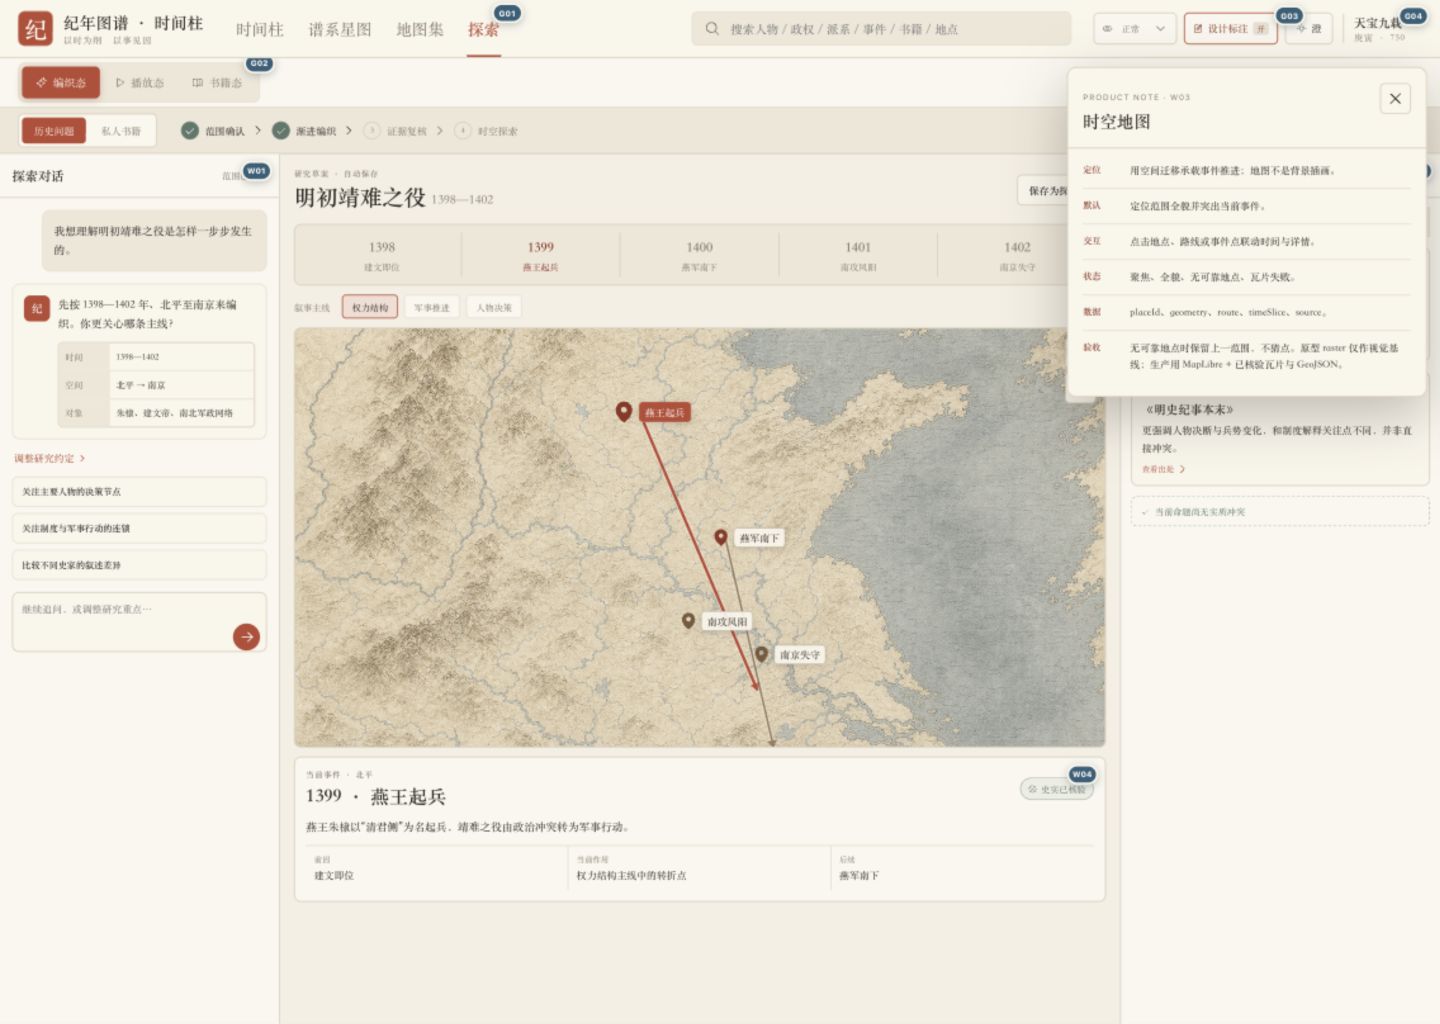 纪
纪年图谱 · 时间柱
以时为纲 以事见因
时间柱
谱系星图
地图集
探索
G01
搜索人物 / 政权 / 派系 / 事件 / 书籍 / 地点
正常
设计标注 开
G03
澄
天宝九载
G04
庚寅 · 750
编织态
播放态
书籍态
G02
历史问题
私人书籍
范围确认
渐进编织
3 证据复核
4 时空探索
探索对话
范围
W01
我想理解明初靖难之役是怎样一步步发生
的。
纪
先按 1398—1402 年、北平至南京来编
织。你更关心哪条主线?
时间 1398—1402
空间 北平 → 南京
对象 朱棣、建文帝、南北军政网络
调整研究约定
关注主要人物的决策节点
关注制度与军事行动的连锁
比较不同史家的叙述差异
继续追问，或调整研究重点…
研究草案 · 自动保存
明初靖难之役 1398—1402
保存为探
1398
建文即位
1399
燕王起兵
1400
燕军南下
1401
南攻凤阳
1402
南京失守
叙事主线
权力结构
军事推进
人物决策
燕王起兵
燕军南下
南攻凤阳
南京失守
当前事件 · 北平
1399 · 燕王起兵
W04
史实已核验
燕王朱棣以“清君侧”为名起兵，靖难之役由政治冲突转为军事行动。
前因
建文即位
当前作用
权力结构主线中的转折点
后续
燕军南下
PRODUCT NOTE · W03
时空地图
定位 用空间迁移承载事件推进；地图不是背景插画。
默认 定位范围全貌并突出当前事件。
交互 点击地点、路线或事件点联动时间与详情。
状态 聚焦、全貌、无可靠地点、瓦片失败。
数据 placeId、geometry、route、timeSlice、source。
验收 无可靠地点时保留上一范围，不猜点。原型 raster 仅作视觉基
线；生产用 MapLibre + 已核验瓦片与 GeoJSON。
《明史纪事本末》
更强调人物决断与兵势变化，和制度解释关注点不同，并非直
接冲突。
查看出处
当前命题尚无实质冲突